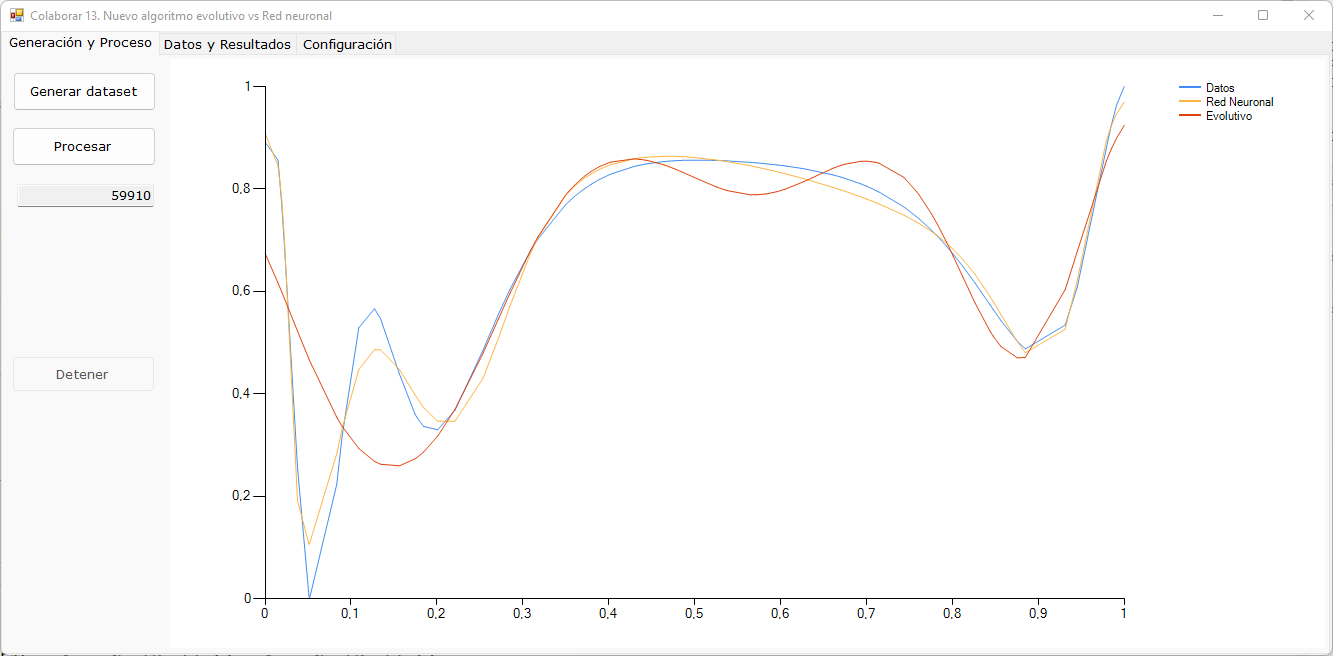 Colaborar 13. Nuevo algoritmo evolutivo vs Red neuronal
Generación y Proceso
Datos y Resultados
Configuración
Generar dataset
Procesar
59910
Detener
1
0,8
0,6
0,4
0,2
0
0
0,1
0,2
0,3
0,4
0,5
0,6
0,7
0,8
0,9
1
Datos
Red Neuronal
Evolutivo